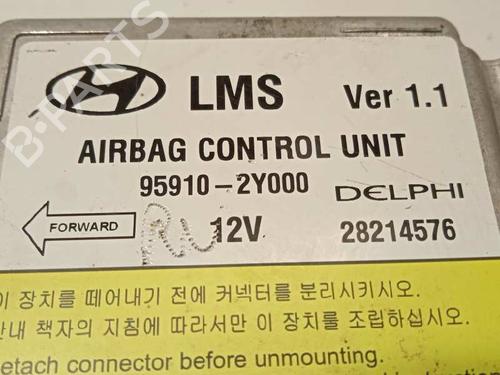 LMS Ver 1.1
AIRBAG CONTROL UNIT
95910-2Y000 DELPHI
FORWARD 12V 28214576
이 장치를 떼어내기 전에 커넥터를 분리시키시오.
안내 책자의 지침에 따라서만 이 장치를 조립하십시오.
etach connector before unmounting.
B-PARTS